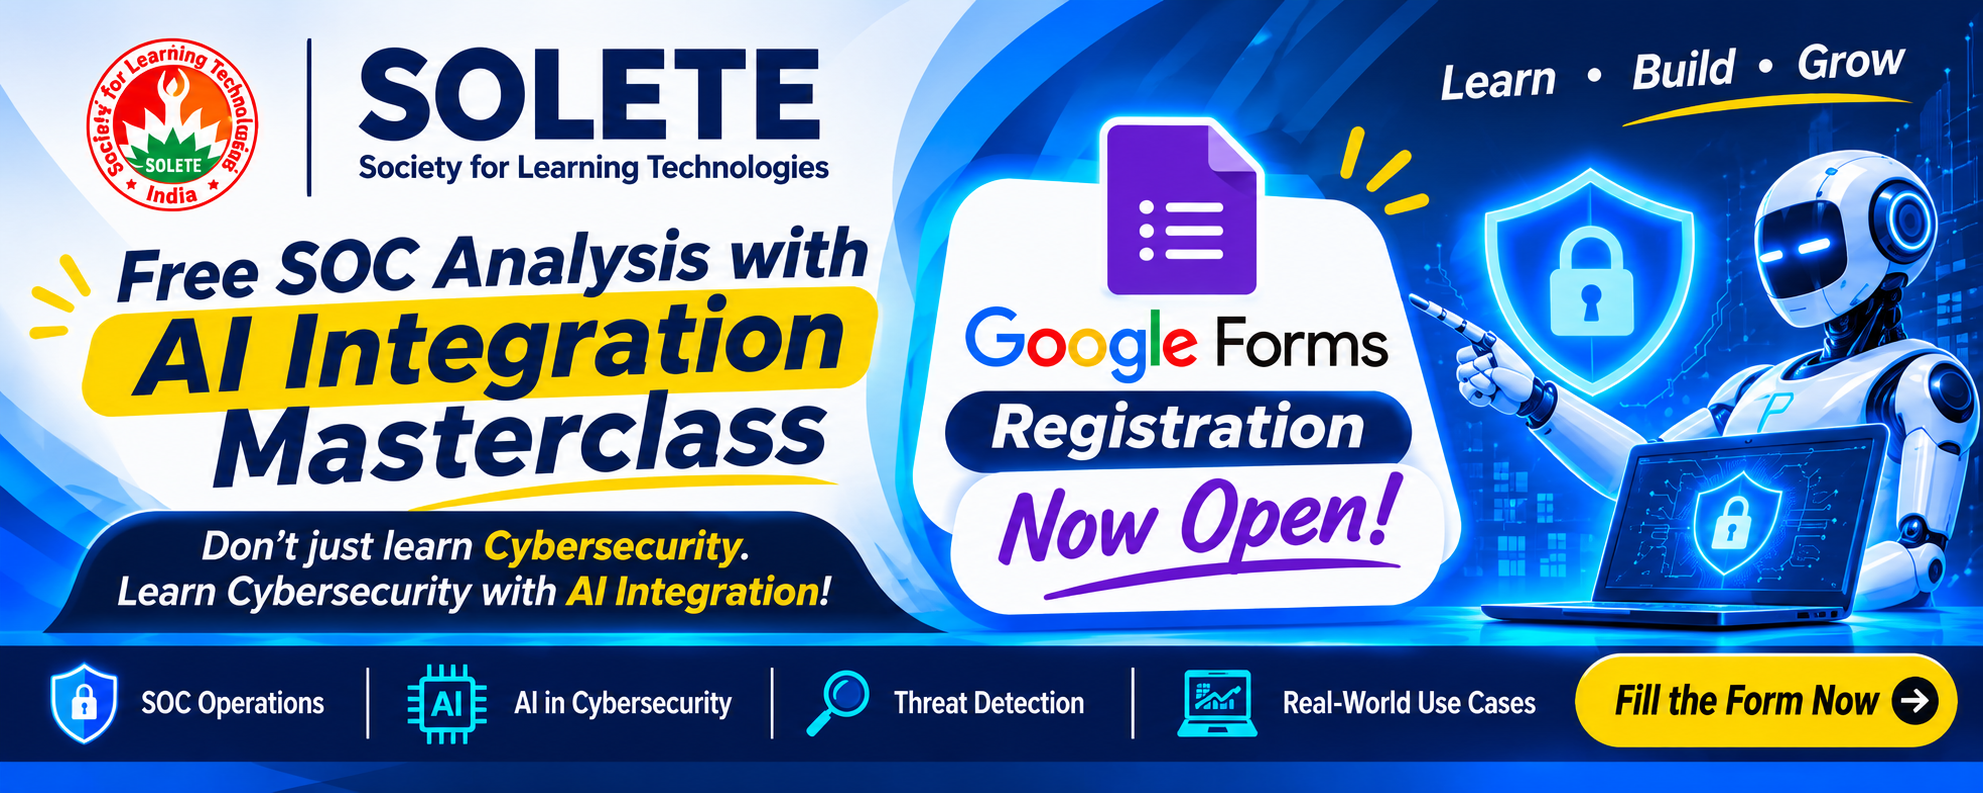 Society for Learning Technologies
SOLETE
India
SOLETE
Society for Learning Technologies
Free SOC Analysis with
AI Integration
Masterclass
Don't just learn Cybersecurity.
Learn Cybersecurity with AI Integration!
Learn • Build • Grow
Google Forms
Registration
Now Open!
SOC Operations
AI
AI in Cybersecurity
Threat Detection
Real-World Use Cases
Fill the Form Now